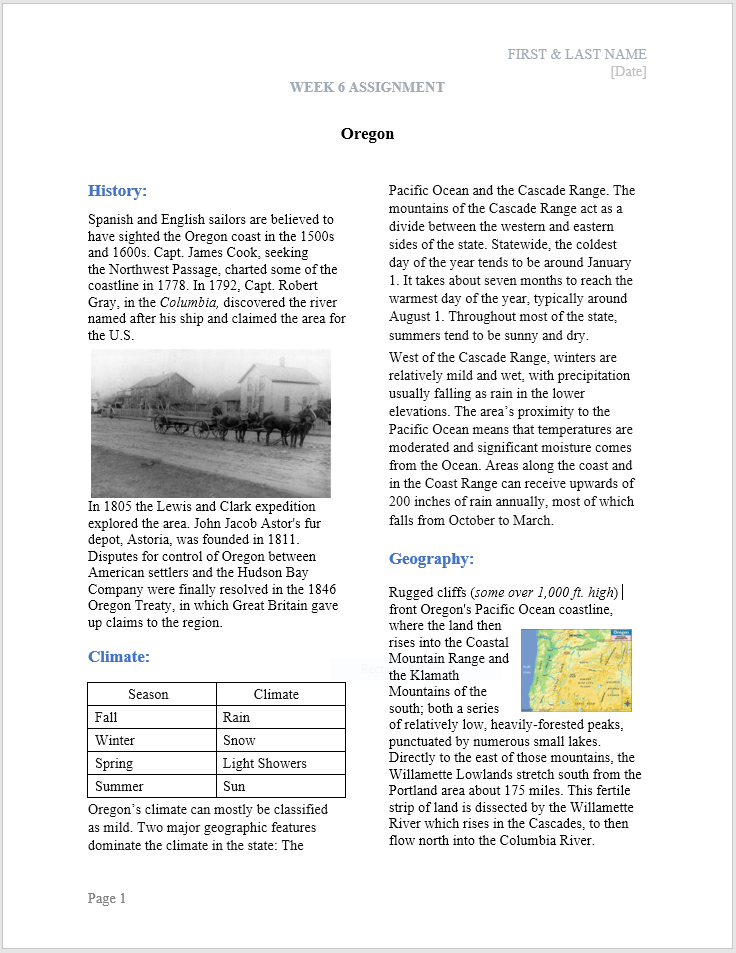 FIRST & LAST NAME
[Date]
WEEK 6 ASSIGNMENT
Oregon
History:
Spanish and English sailors are believed to
have sighted the Oregon coast in the 1500s
and 1600s. Capt. James Cook, seeking
the Northwest Passage, charted some of the
coastline in 1778. In 1792, Capt. Robert
Gray, in the Columbia, discovered the river
named after his ship and claimed the area for
the U.S.
In 1805 the Lewis and Clark expedition
explored the area. John Jacob Astor's fur
depot, Astoria, was founded in 1811.
Disputes for control of Oregon between
American settlers and the Hudson Bay
Company were finally resolved in the 1846
Oregon Treaty, in which Great Britain gave
up claims to the region.
Climate:
Season Climate
Fall Rain
Winter Snow
Spring Light Showers
Summer Sun
Oregon’s climate can mostly be classified
as mild. Two major geographic features
dominate the climate in the state: The
Pacific Ocean and the Cascade Range. The
mountains of the Cascade Range act as a
divide between the western and eastern
sides of the state. Statewide, the coldest
day of the year tends to be around January
1. It takes about seven months to reach the
warmest day of the year, typically around
August 1. Throughout most of the state,
summers tend to be sunny and dry.
West of the Cascade Range, winters are
relatively mild and wet, with precipitation
usually falling as rain in the lower
elevations. The area’s proximity to the
Pacific Ocean means that temperatures are
moderated and significant moisture comes
from the Ocean. Areas along the coast and
in the Coast Range can receive upwards of
200 inches of rain annually, most of which
falls from October to March.
Geography:
Rugged cliffs (some over 1,000 ft. high)
front Oregon's Pacific Ocean coastline,
where the land then
rises into the Coastal
Mountain Range and
the Klamath
Mountains of the
south; both a series
of relatively low, heavily-forested peaks,
punctuated by numerous small lakes.
Directly to the east of those mountains, the
Willamette Lowlands stretch south from the
Portland area about 175 miles. This fertile
strip of land is dissected by the Willamette
River which rises in the Cascades, to then
flow north into the Columbia River.
Oregon
Page 1